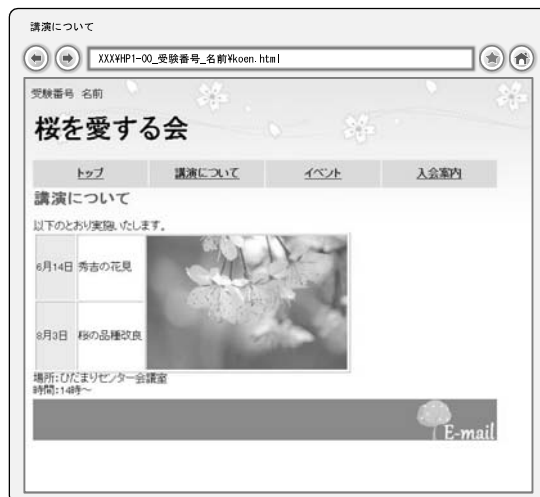 講演について
XXX¥HP1-00_受験番号_名前¥koen.html
受験番号 名前
桜を愛する会
トップ 講演について イベント 入会案内
講演について
以下のとおり実施いたします。
6月14日 秀吉の花見
8月3日 桜の品種改良
場所:ひだまりセンター会議室
時間:14時~
E-mail